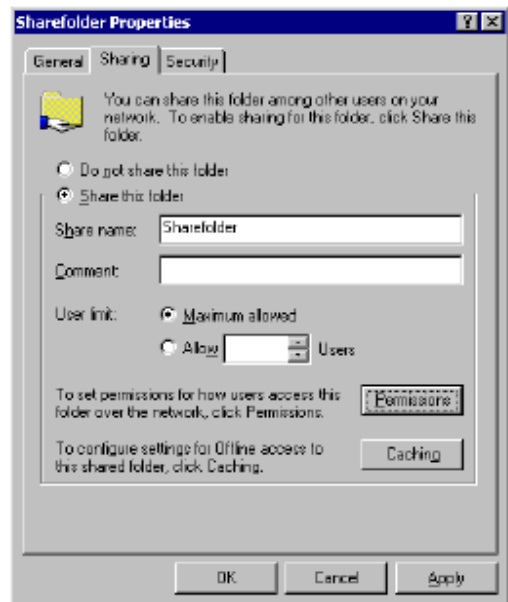 Sharefolder Properties
General Sharing Security
You can share this folder among other users on your
network. To enable sharing for this folder, click Share this
folder.
Do not share this folder
Share this folder
Share name: Sharefolder
Comment:
User limit: Maximum allowed
Allow Users
To set permissions for how users access this
folder over the network, click Permissions.
Permissions
To configure settings for Offline access to
this shared folder, click Caching.
Caching
OK Cancel Apply